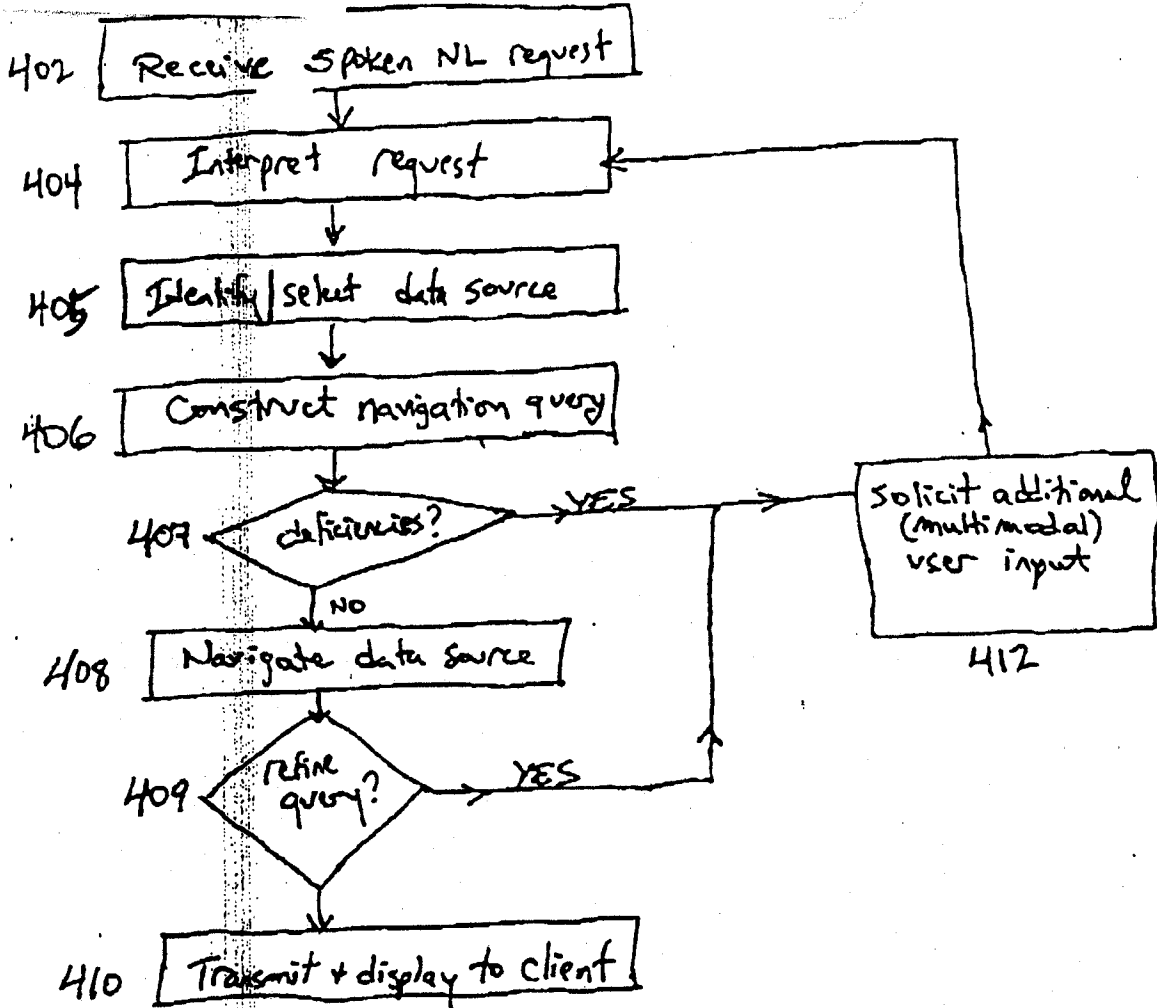 402 Receive Spoken NL request
404 Interpret request
405 Identify/select data source
406 Construct navigation query
407 deficiencies? YES
NO
solicit additional
(multimodal)
user input
412
408 Navigate data source
409 refine
query? YES
410 Transmit + display to client